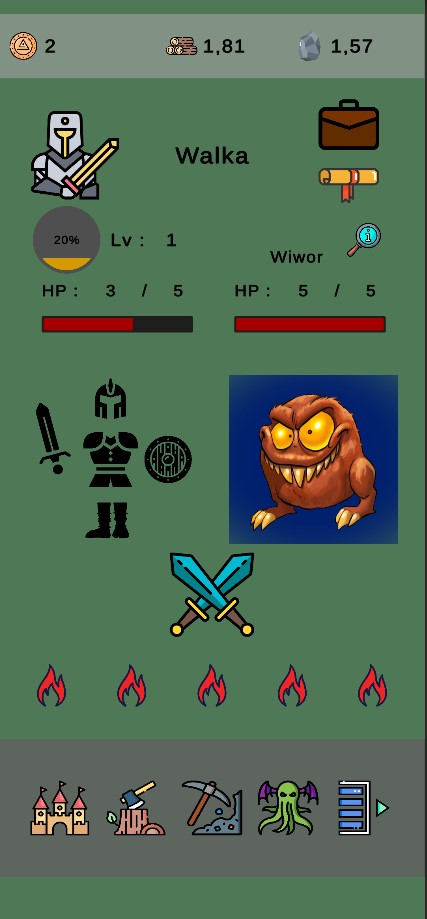 2 1,81 1,57
Walka
20% Lv : 1
Wiwor
HP : 3 / 5 HP : 5 / 5